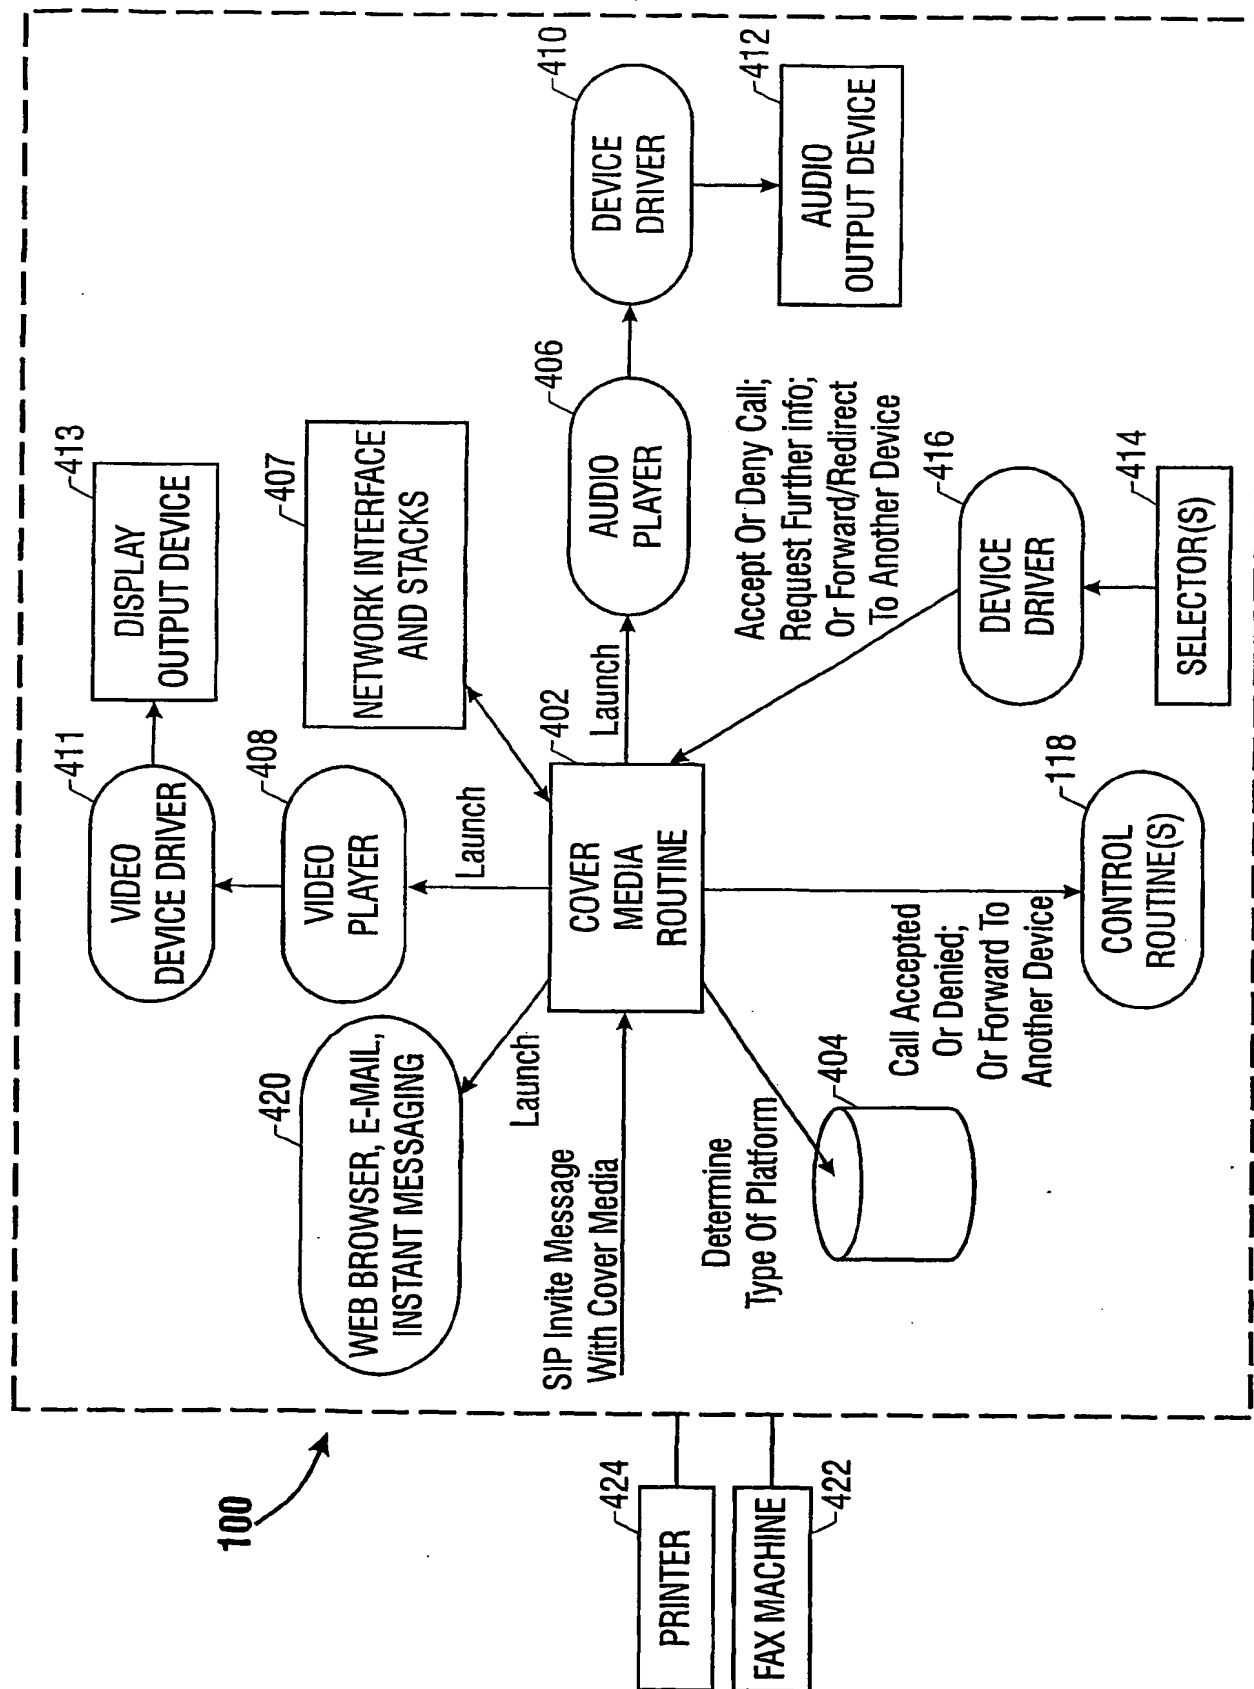 100
424
PRINTER
422
FAX MACHINE
420
WEB BROWSER, E-MAIL,
INSTANT MESSAGING
411
VIDEO
DEVICE DRIVER
413
DISPLAY
OUTPUT DEVICE
408
VIDEO
PLAYER
407
NETWORK INTERFACE
AND STACKS
Launch
Launch
SIP Invite Message
With Cover Media
402
COVER
MEDIA
ROUTINE
Launch
406
AUDIO
PLAYER
410
DEVICE
DRIVER
412
AUDIO
OUTPUT DEVICE
Determine
Type Of Platform
404
Call Accepted
Or Denied;
Or Forward To
Another Device
118
CONTROL
ROUTINE(S)
Accept Or Deny Call;
Request Further info;
Or Forward/Redirect
To Another Device
416
DEVICE
DRIVER
414
SELECTOR(S)